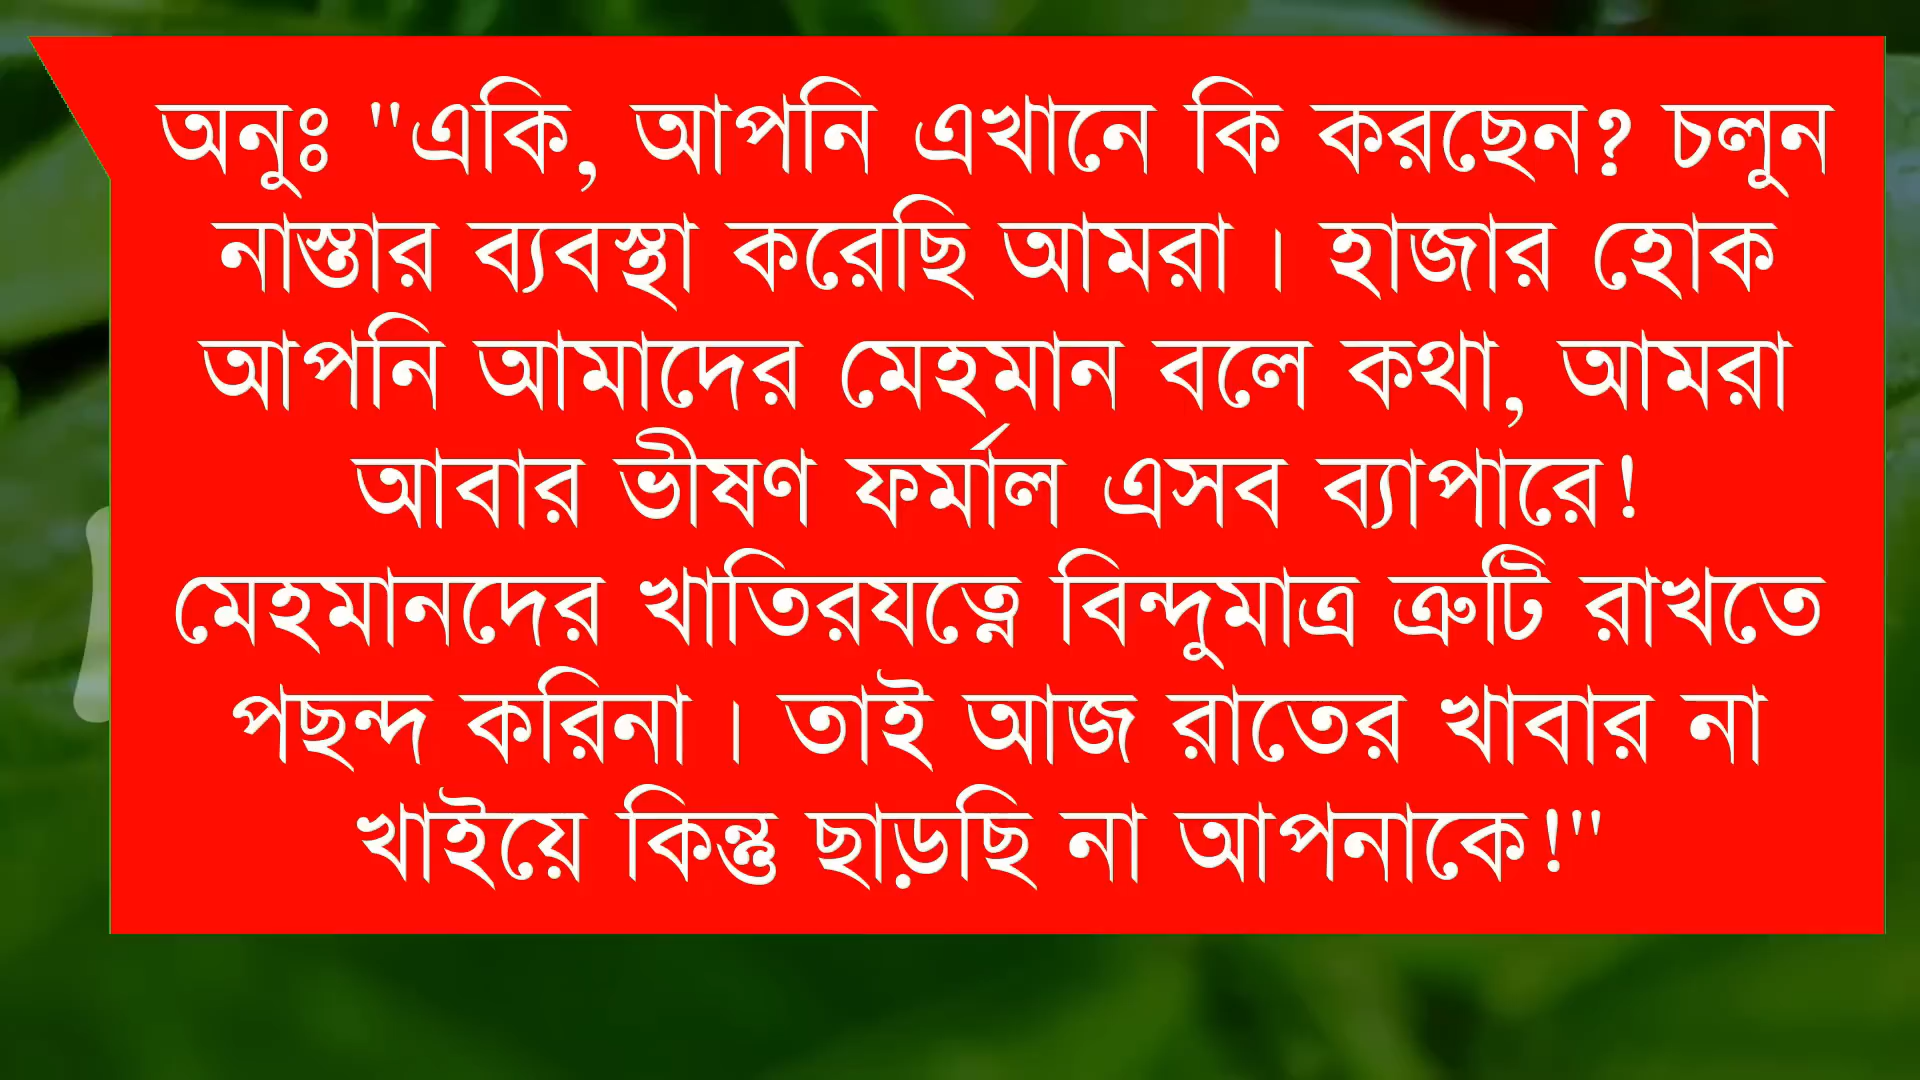 অনুঃ "একি, আপনি এখানে কি করছেন? চলুন
নাস্তার ব্যবস্থা করেছি আমরা। হাজার হোক
আপনি আমাদের মেহমান বলে কথা, আমরা
আবার ভীষণ ফর্মাল এসব ব্যাপারে!
মেহমানদের খাতিরযত্নে বিন্দুমাত্র ত্রুটি রাখতে
পছন্দ করিনা। তাই আজ রাতের খাবার না
খাইয়ে কিন্তু ছাড়ছি না আপনাকে!"